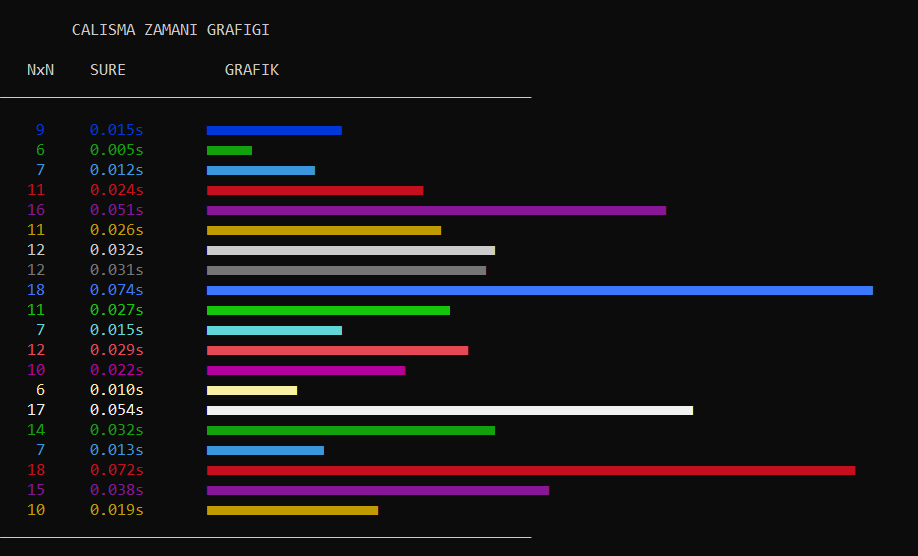 CALISMA ZAMANI GRAFIGI
NxN SURE GRAFIK
9 0.015s
6 0.005s
7 0.012s
11 0.024s
16 0.051s
11 0.026s
12 0.032s
12 0.031s
18 0.074s
11 0.027s
7 0.015s
12 0.029s
10 0.022s
6 0.010s
17 0.054s
14 0.032s
7 0.013s
18 0.072s
15 0.038s
10 0.019s